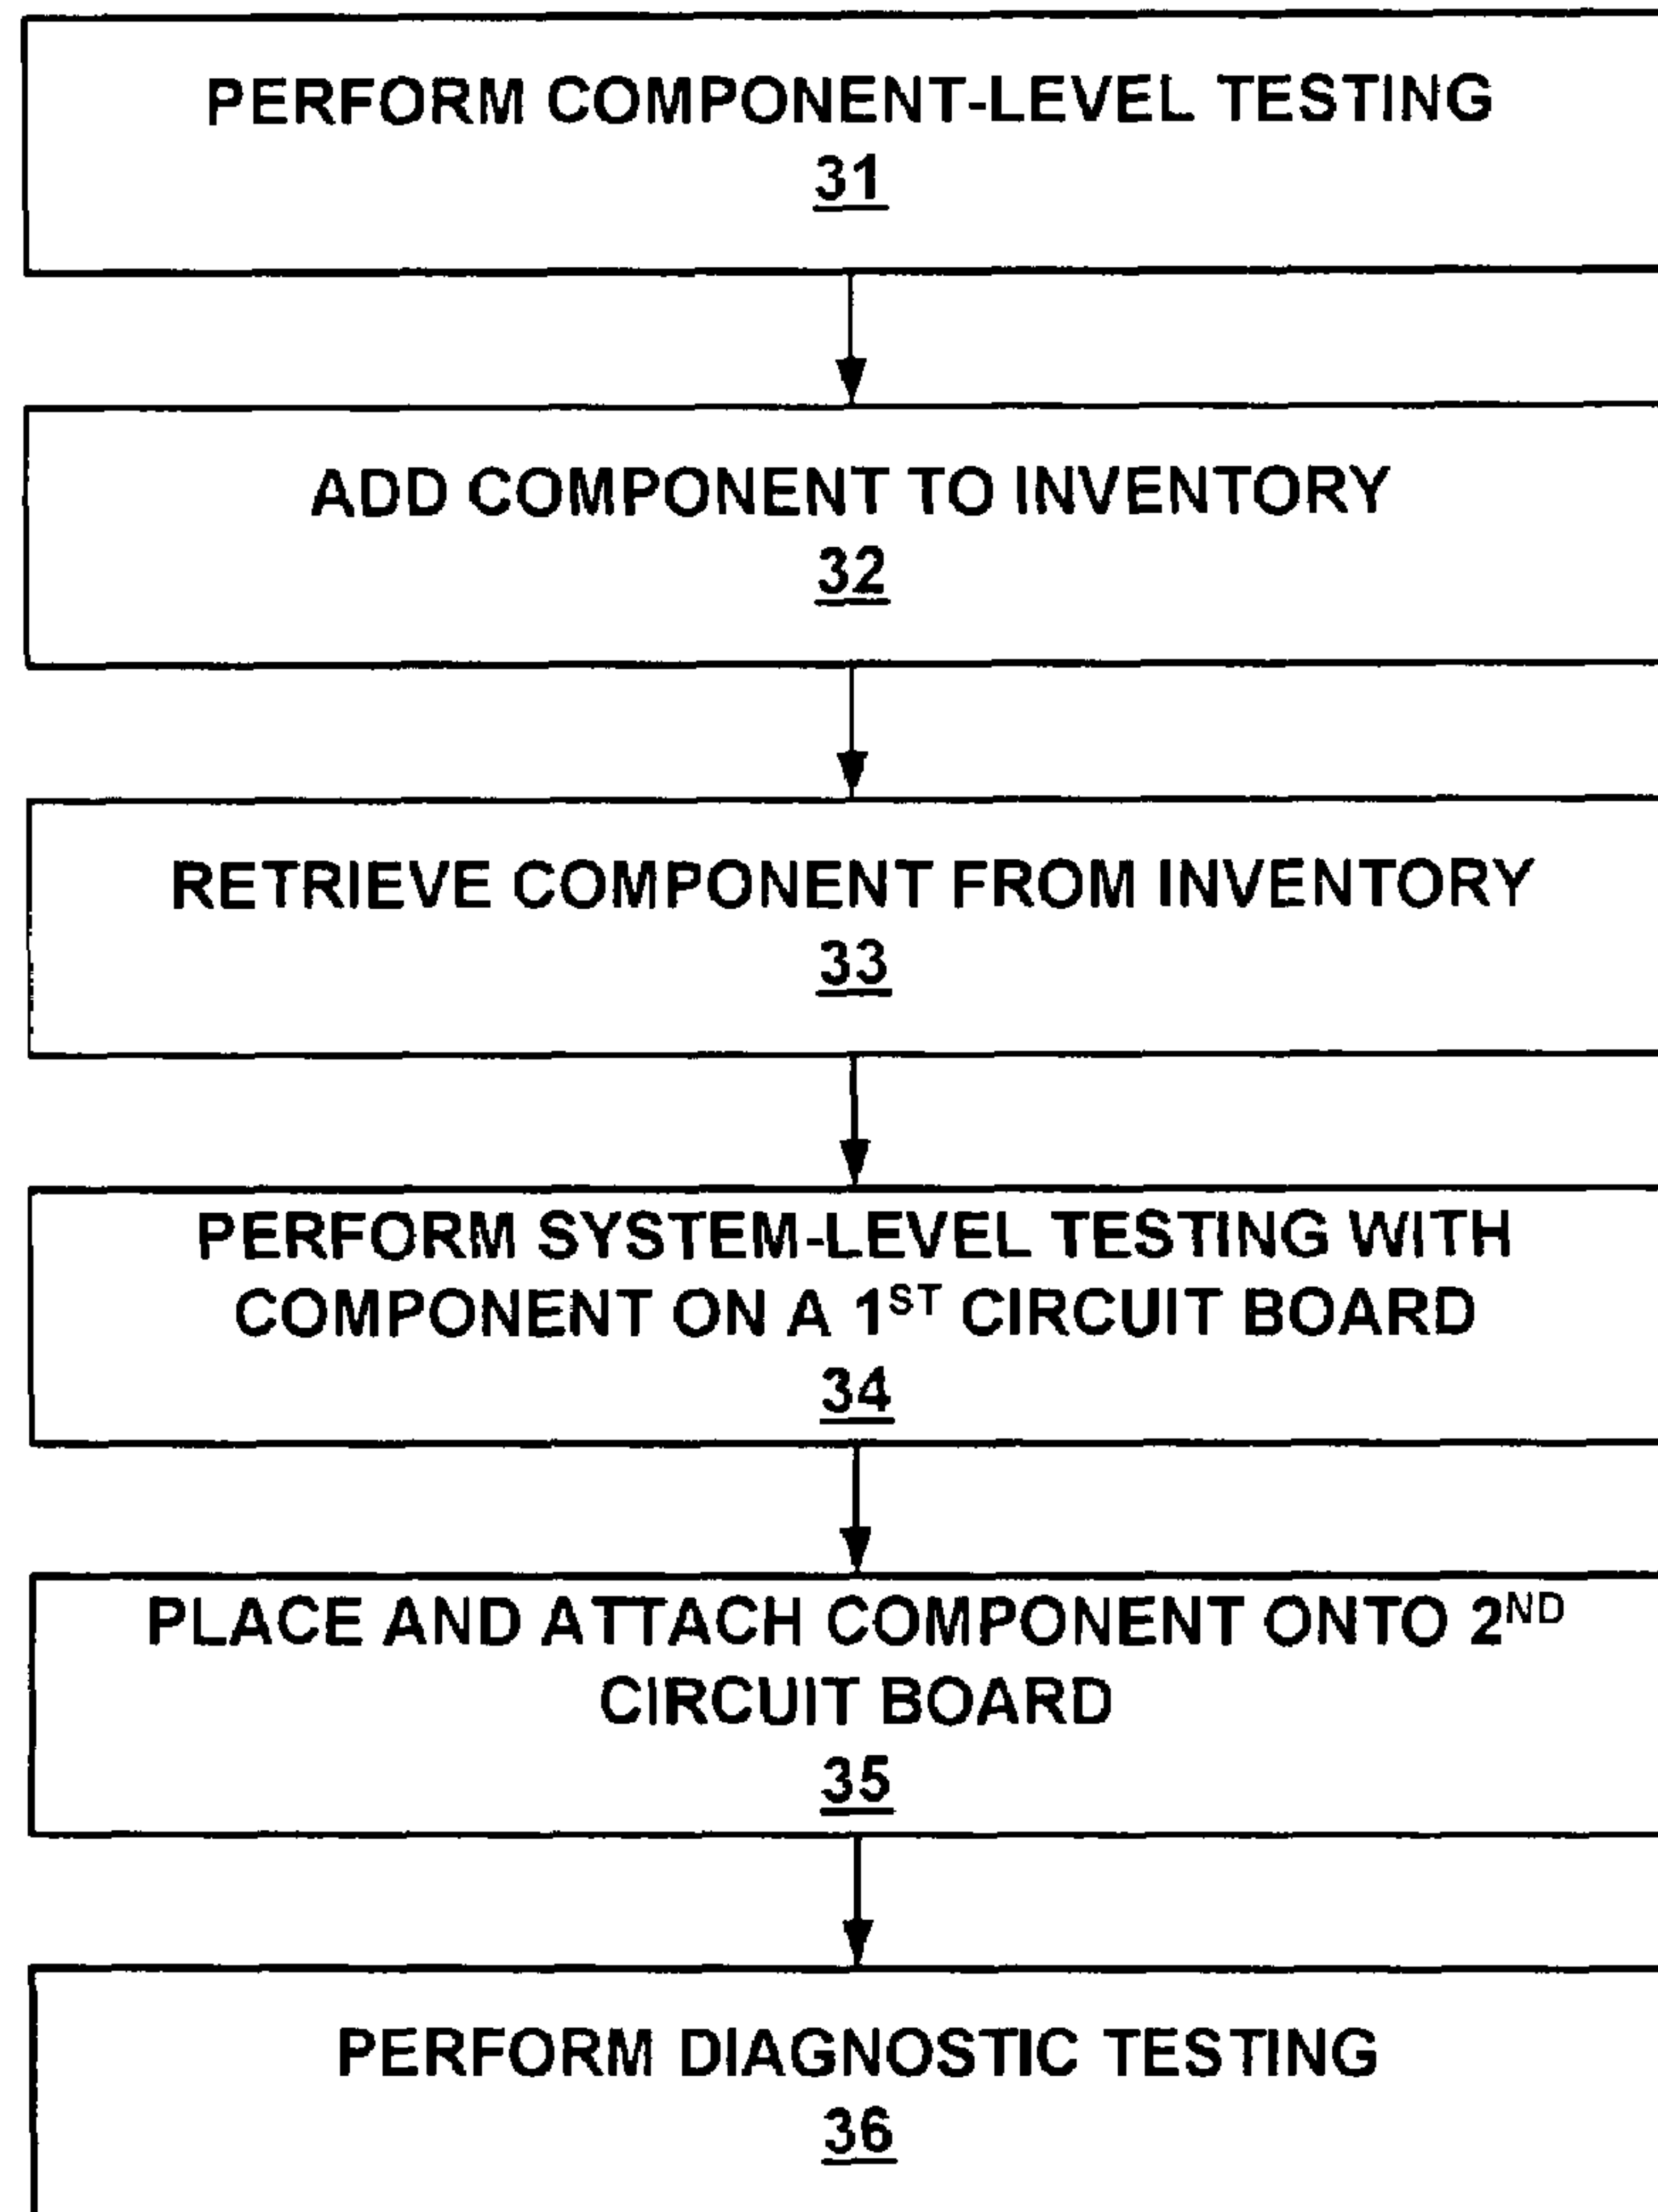 PERFORM COMPONENT-LEVEL TESTING
31
ADD COMPONENT TO INVENTORY
32
RETRIEVE COMPONENT FROM INVENTORY
33
PERFORM SYSTEM-LEVEL TESTING WITH
COMPONENT ON A 1ST CIRCUIT BOARD
34
PLACE AND ATTACH COMPONENT ONTO 2ND
CIRCUIT BOARD
35
PERFORM DIAGNOSTIC TESTING
36